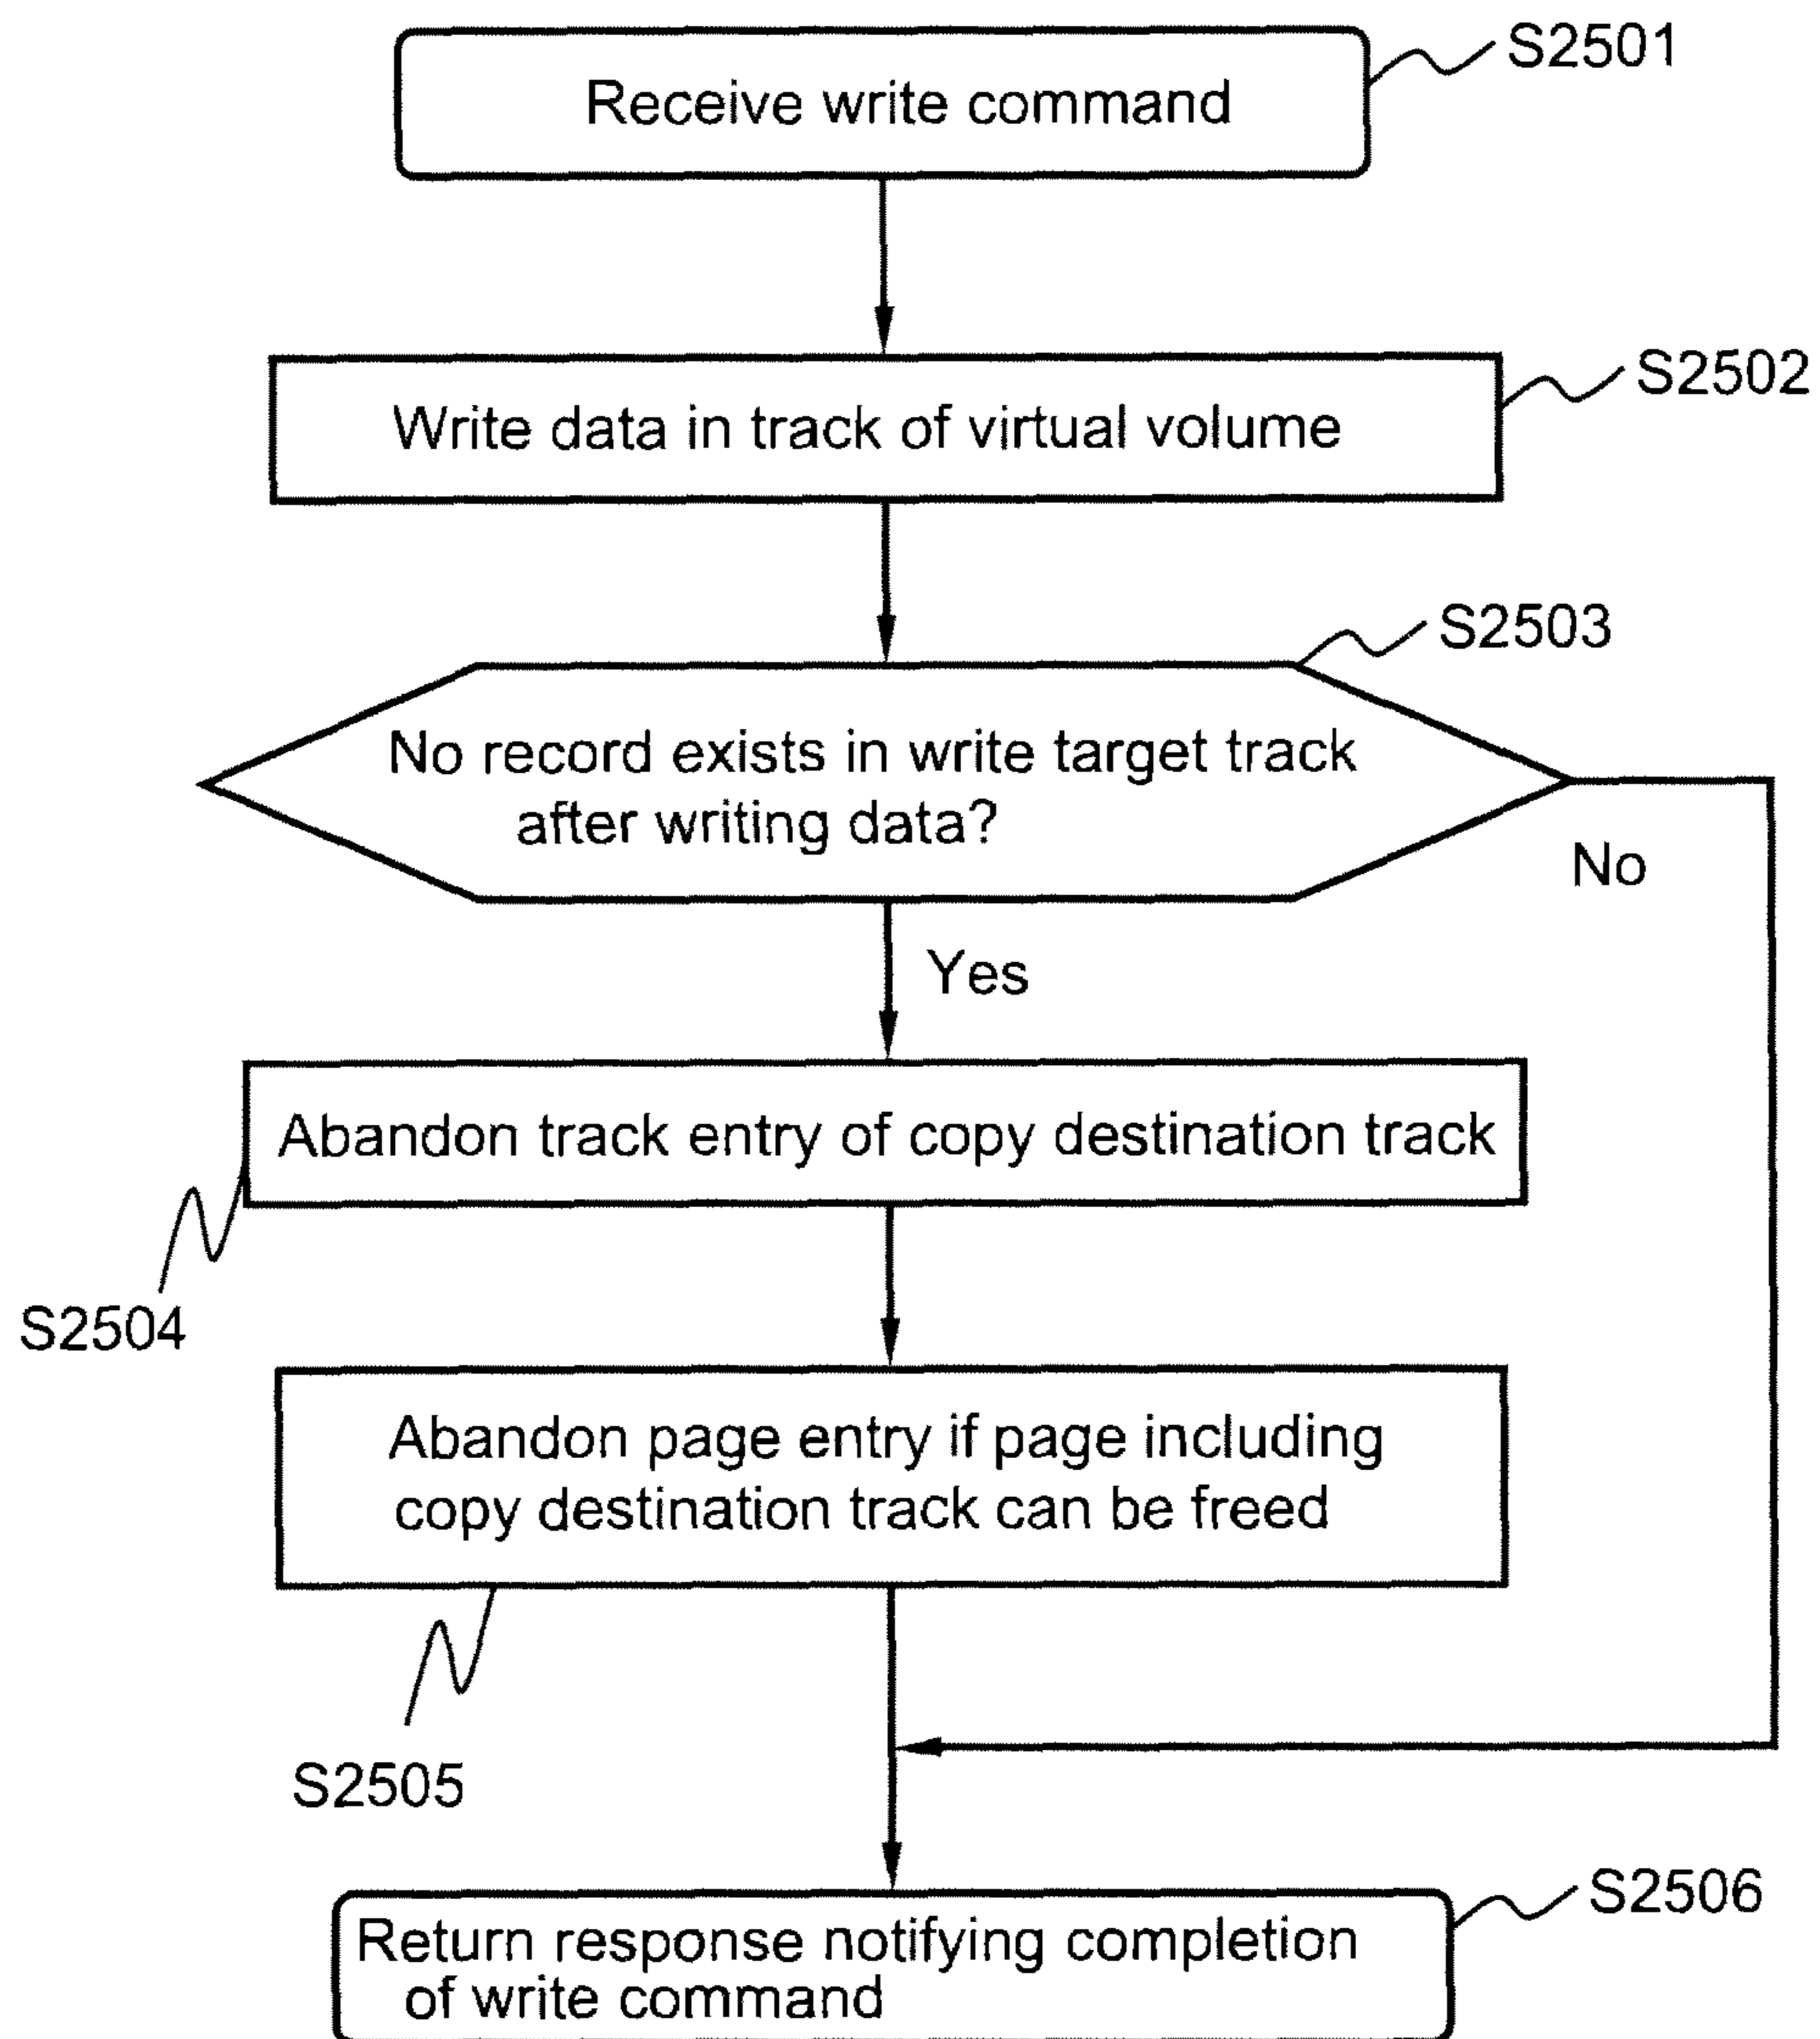 S2501
Receive write command
S2502
Write data in track of virtual volume
S2503
No record exists in write target track
after writing data?
No
Yes
Abandon track entry of copy destination track
S2504
Abandon page entry if page including
copy destination track can be freed
S2505
S2506
Return response notifying completion
of write command